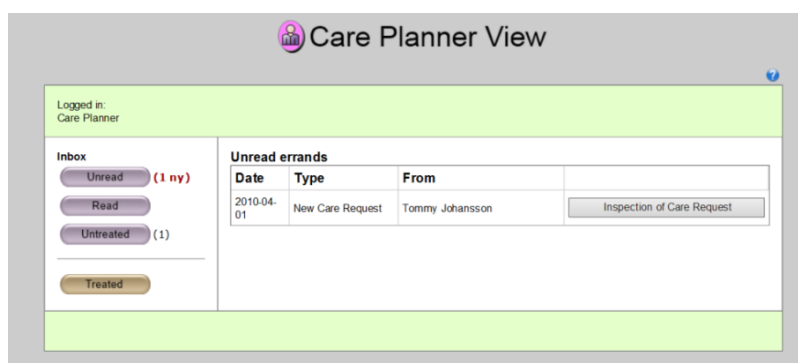 Care Planner View
?
Logged in:
Care Planner
Inbox
Unread (1 ny)
Read
Untreated (1)
Treated
Unread errands
Date Type From
2010-04-
01 New Care Request Tommy Johansson Inspection of Care Request